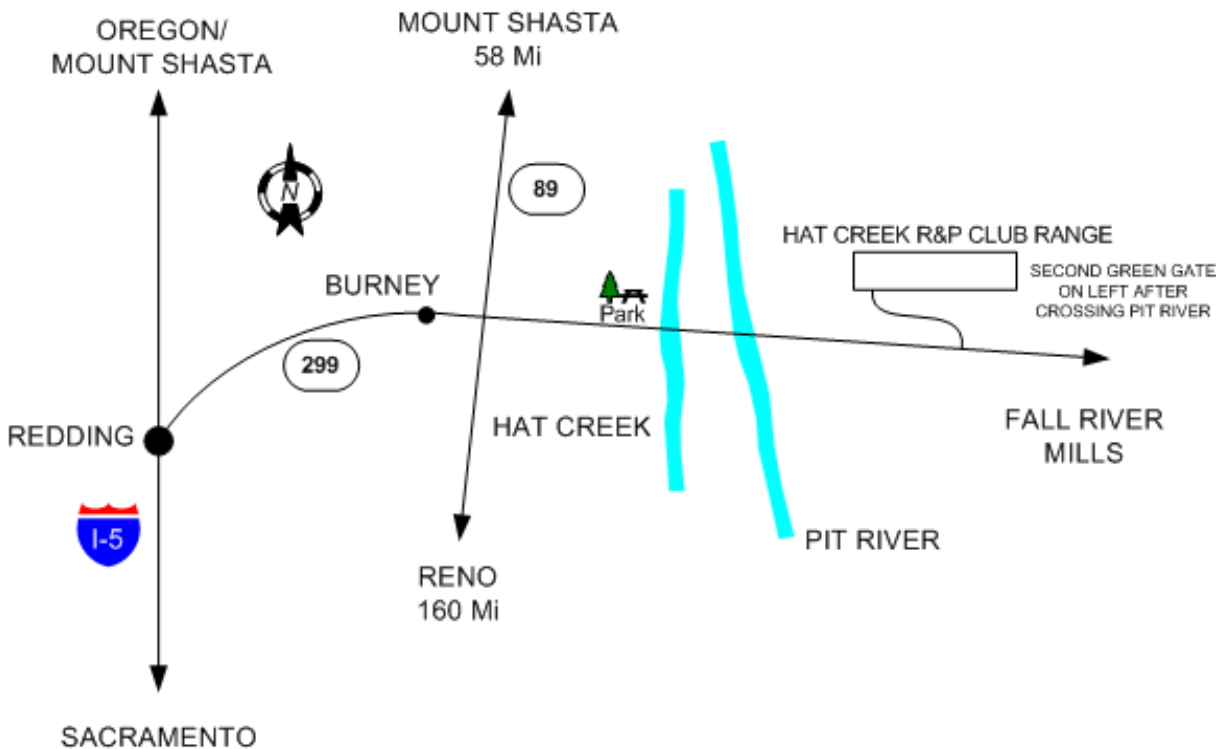 OREGON/
MOUNT SHASTA
MOUNT SHASTA
58 Mi
N
89
HAT CREEK R&P CLUB RANGE
SECOND GREEN GATE
ON LEFT AFTER
CROSSING PIT RIVER
BURNEY
Park
299
REDDING
HAT CREEK
FALL RIVER
MILLS
I-5
PIT RIVER
RENO
160 Mi
SACRAMENTO